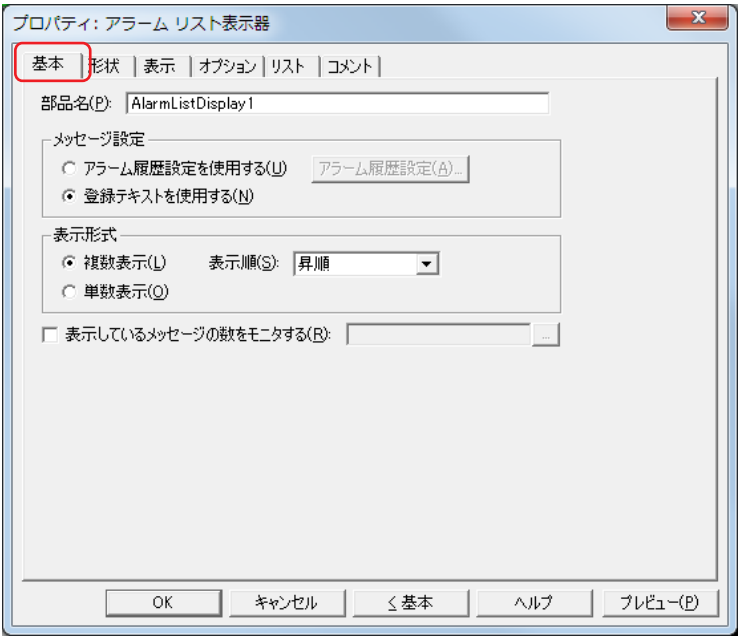 プロパティ: アラーム リスト表示器
基本 形状 表示 オプション リスト コメント
部品名(P): AlarmListDisplay1
メッセージ設定
アラーム履歴設定を使用する(U) アラーム履歴設定(A)...
登録テキストを使用する(N)
表示形式
複数表示(L) 表示順(S): 昇順
単数表示(O)
表示しているメッセージの数をモニタする(R): ...
OK キャンセル < 基本 ヘルプ プレビュー(P)